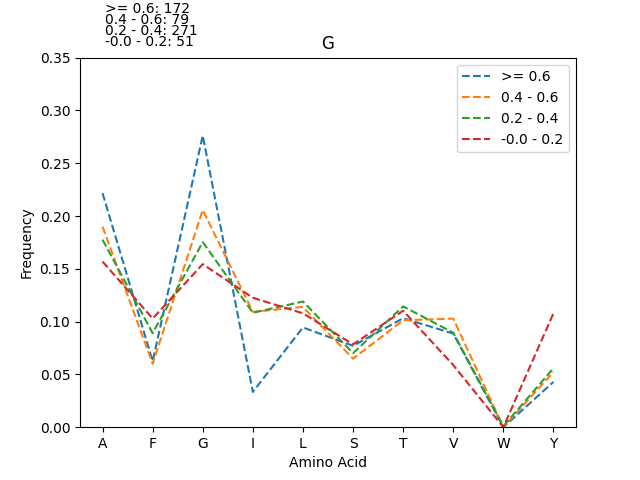 >= 0.6: 172
0.4 - 0.6: 79
0.2 - 0.4: 271
-0.0 - 0.2: 51
G
0.35
0.30
0.25
0.20
0.15
0.10
0.05
0.00
Frequency
>= 0.6
0.4 - 0.6
0.2 - 0.4
-0.0 - 0.2
A F G I L S T V W Y
Amino Acid